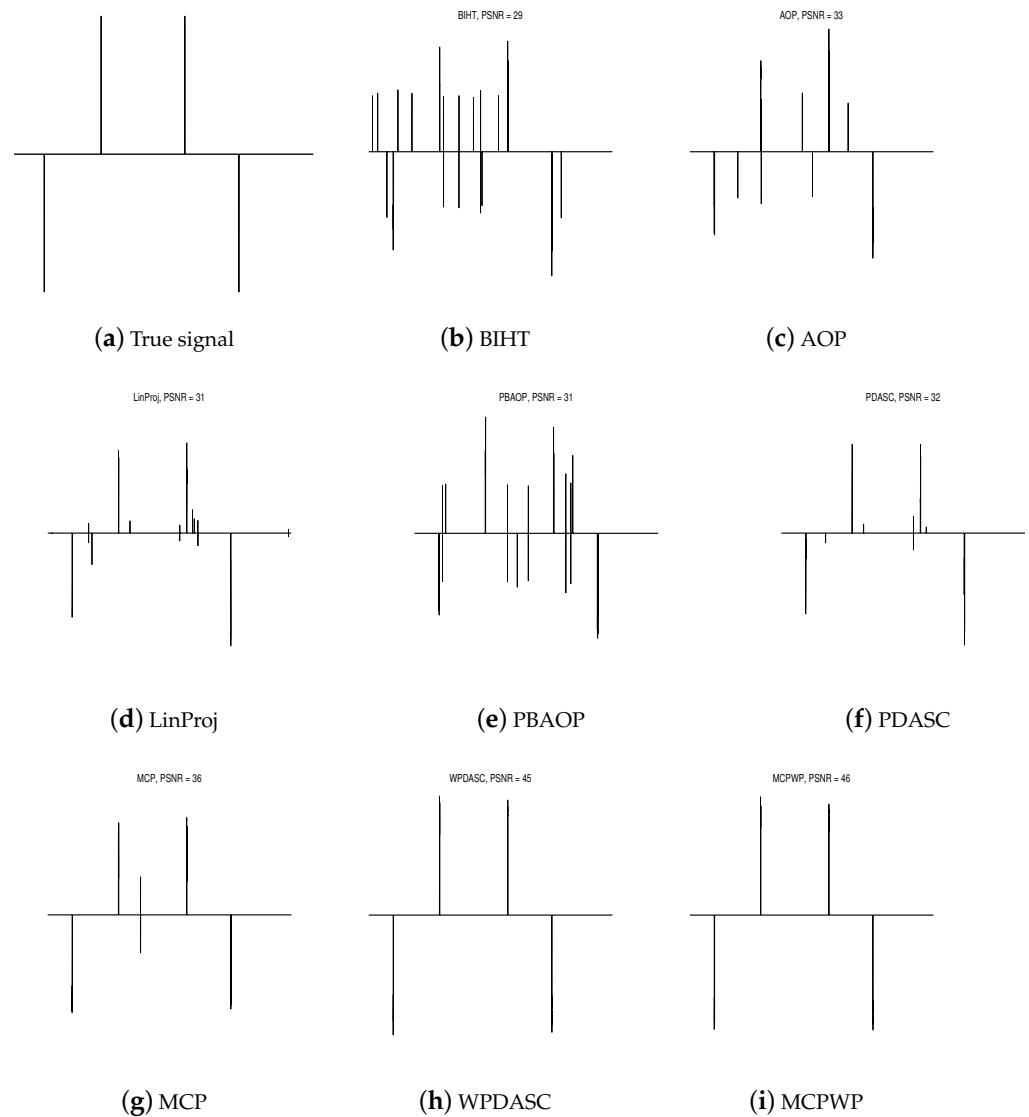 BIHT, PSNR = 29
AOP, PSNR = 33
(a) True signal
(b) BIHT
(c) AOP
LinProj, PSNR = 31
PBAOP, PSNR = 31
PDASC, PSNR = 32
(d) LinProj
(e) PBAOP
(f) PDASC
MCP, PSNR = 36
WPDASC, PSNR = 45
MCPWP, PSNR = 46
(g) MCP
(h) WPDASC
(i) MCPWP